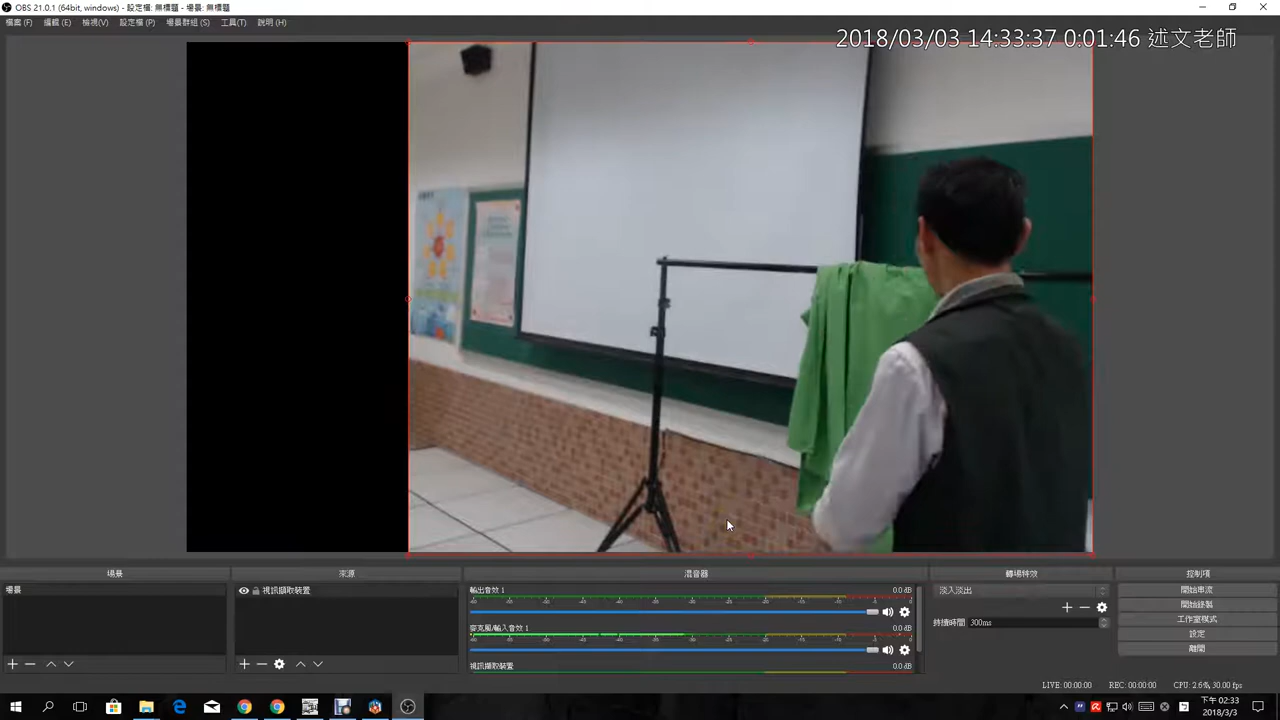 OBS 21.0.1 (64bit, windows) - 設定檔: 無標題 - 場景: 無標題
檔案 (F) 編輯 (E) 檢視(V) 設定檔 (P) 場景群組 (S) 工具(T) 說明 (H)
2018/03/03 14:33:37 0:01:46 述文老師
場景 來源 混音器 轉場特效 控制項
場景
視訊擷取裝置
輸出音效 1 0.0 dB
麥克風/輸入音效 1 0.0 dB
視訊擷取裝置 0.0 dB
淡入淡出
持續時間 300ms
開始串流
開始錄製
工作室模式
設定
離開
LIVE: 00:00:00 REC: 00:00:00 CPU: 2.6%, 30.00 fps
下午 02:33
2018/3/3